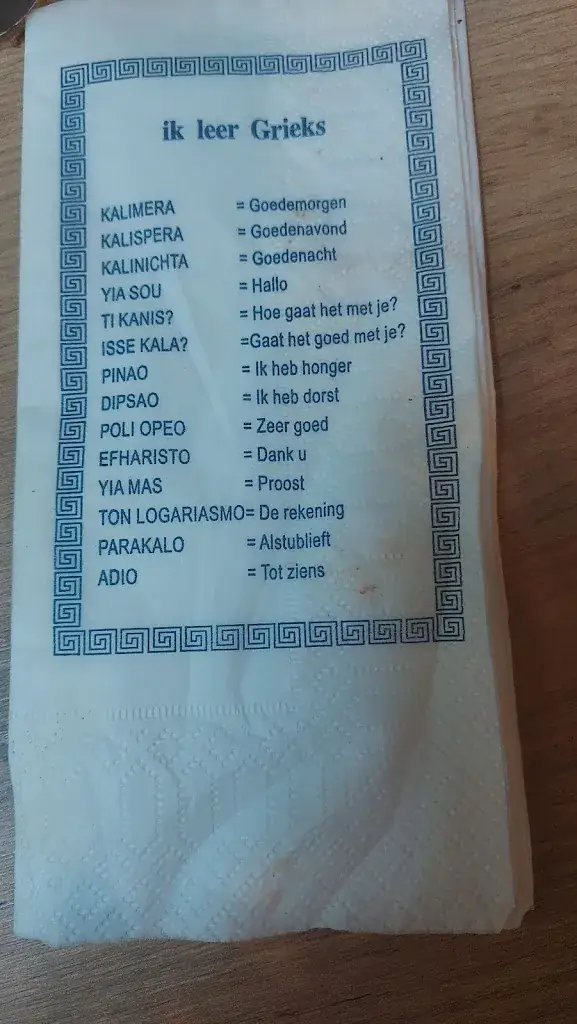 ik leer Grieks
KALIMERA = Goedemorgen
KALISPERA = Goedenavond
KALINICHTA = Goedenacht
YIA SOU = Hallo
TI KANIS? = Hoe gaat het met je?
ISSE KALA? =Gaat het goed met je?
PINAO = Ik heb honger
DIPSAO = Ik heb dorst
POLI OPEO = Zeer goed
EFHARISTO = Dank u
YIA MAS = Proost
TON LOGARIASMO= De rekening
PARAKALO = Alstublieft
ADIO = Tot ziens